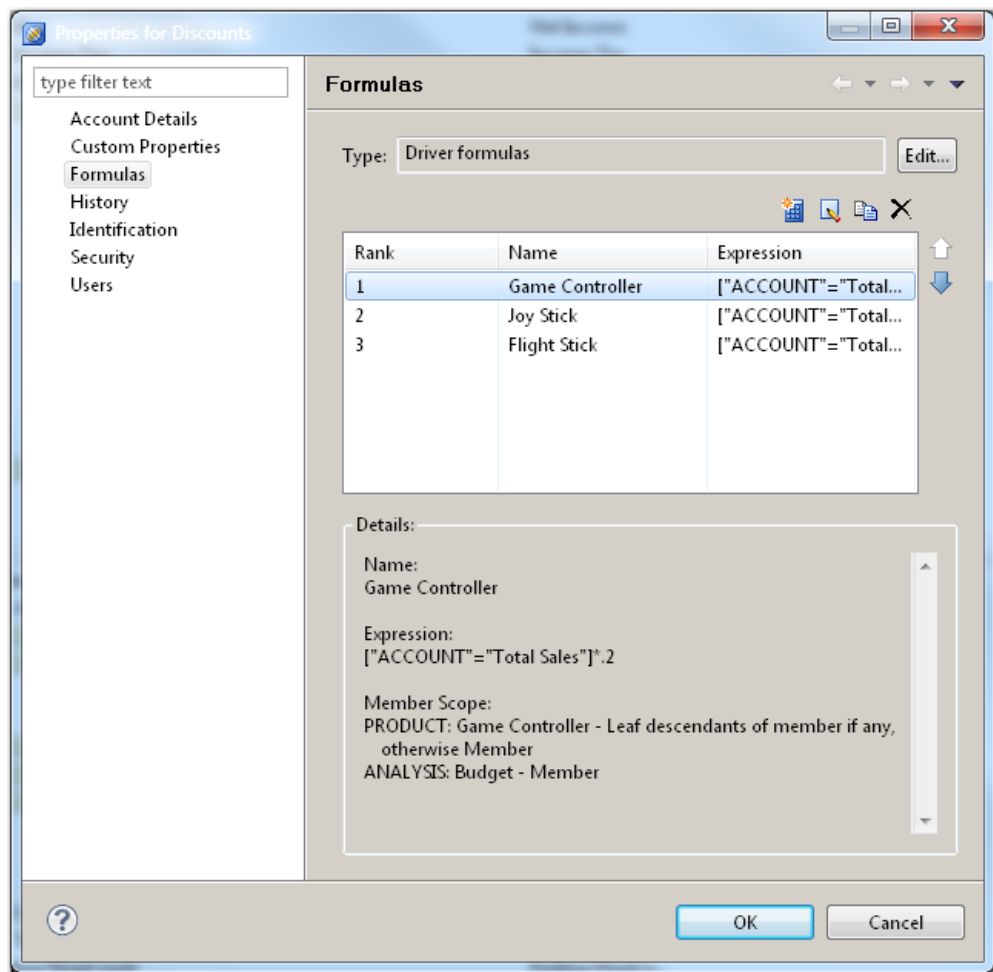 Properties for Discounts
type filter text
Account Details
Custom Properties
Formulas
History
Identification
Security
Users
Formulas
Type: Driver formulas Edit...
Rank Name Expression
1 Game Controller ["ACCOUNT"="Total...
2 Joy Stick ["ACCOUNT"="Total...
3 Flight Stick ["ACCOUNT"="Total...
Details:
Name:
Game Controller
Expression:
["ACCOUNT"="Total Sales"]*.2
Member Scope:
PRODUCT: Game Controller - Leaf descendants of member if any,
otherwise Member
ANALYSIS: Budget - Member
OK Cancel